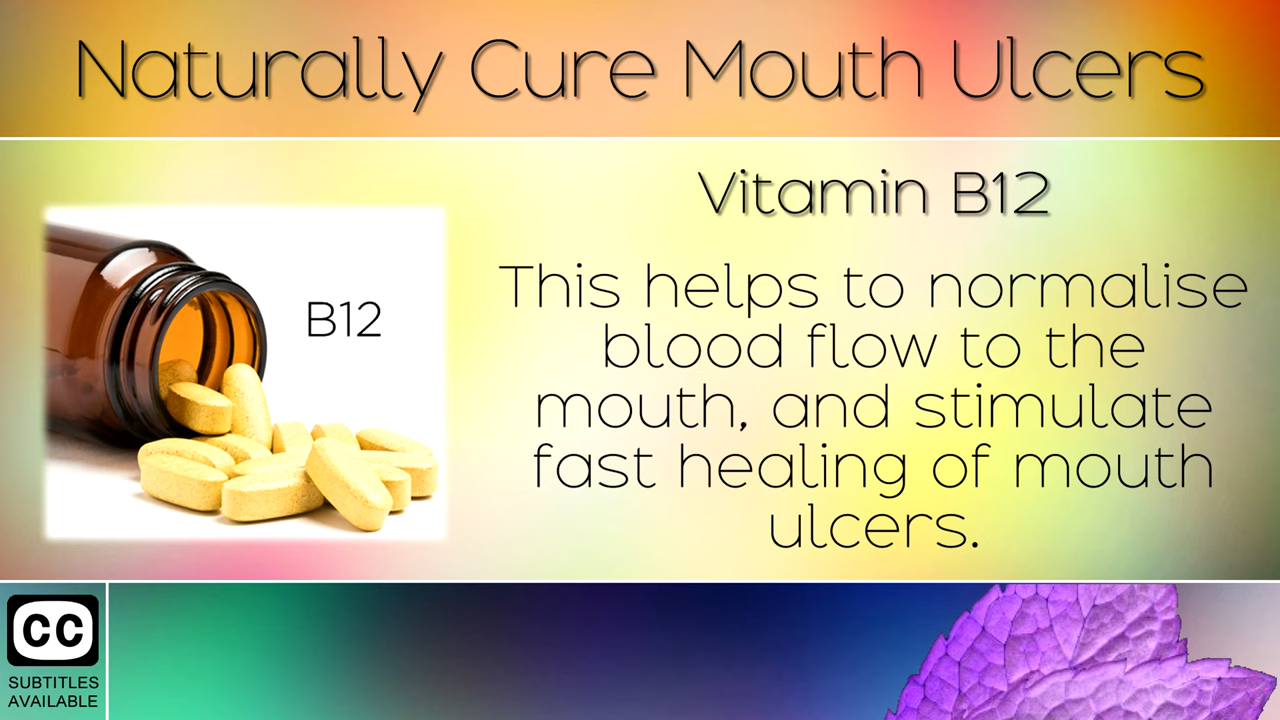 Naturally Cure Mouth Ulcers
Vitamin B12
B12
This helps to normalise
blood flow to the
mouth, and stimulate
fast healing of mouth
ulcers.
CC
SUBTITLES
AVAILABLE